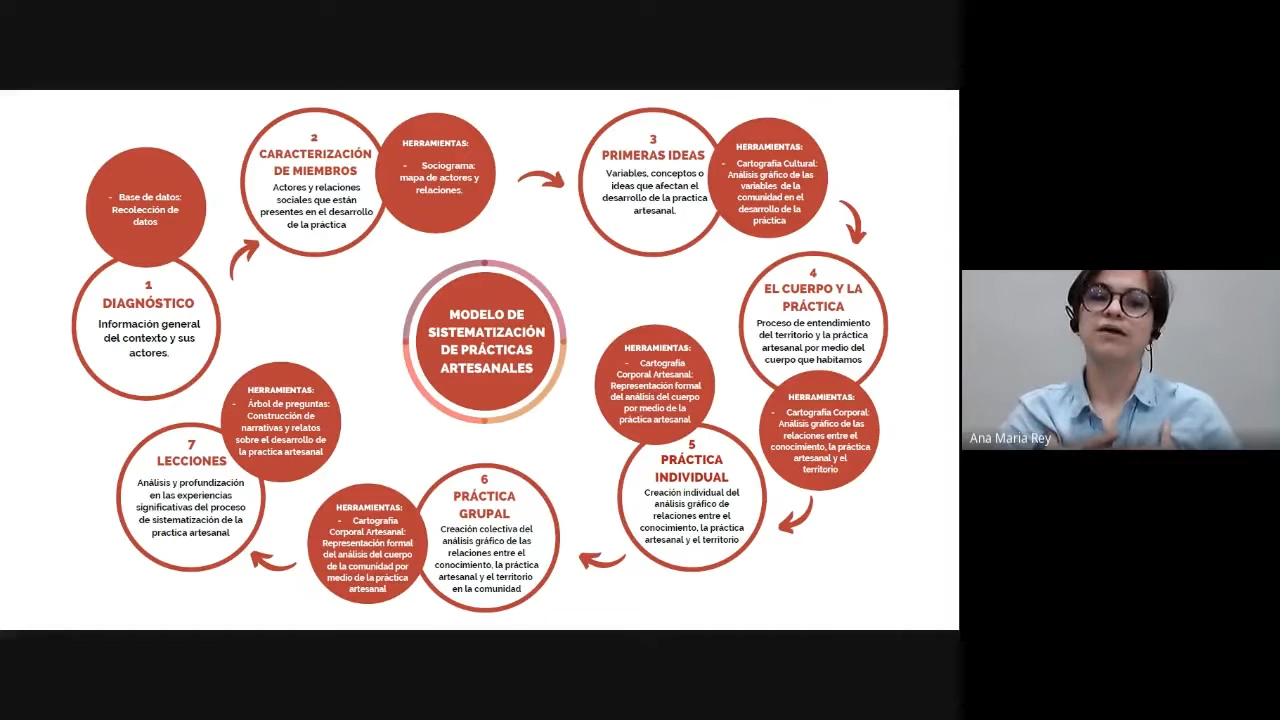 - Base de datos:
Recolección de
datos
1
DIAGNÓSTICO
Información general
del contexto y sus
actores.
2
CARACTERIZACIÓN
DE MIEMBROS
Actores y relaciones
sociales que están
presentes en el desarrollo
de la práctica
HERRAMIENTAS:
- Sociograma:
mapa de actores y
relaciones.
3
PRIMERAS IDEAS
Variables, conceptos o
ideas que afectan el
desarrollo de la practica
artesanal.
HERRAMIENTAS:
- Cartografía Cultural:
Análisis gráfico de las
variables de la
comunidad en el
desarrollo de la
práctica
4
EL CUERPO Y LA
PRÁCTICA
Proceso de entendimiento
del territorio y la práctica
artesanal por medio del
cuerpo que habitamos
HERRAMIENTAS:
- Cartografía Corporal:
Análisis gráfico de las
relaciones entre el
conocimiento, la práctica
artesanal y el
territorio
MODELO DE
SISTEMATIZACIÓN
DE PRÁCTICAS
ARTESANALES
HERRAMIENTAS:
- Cartografía
Corporal Artesanal:
Representación formal
del análisis del cuerpo
por medio de la
práctica artesanal
5
PRÁCTICA
INDIVIDUAL
Creación individual del
análisis gráfico de
relaciones entre el
conocimiento, la práctica
artesanal y el territorio
6
PRÁCTICA
GRUPAL
Creación colectiva del
análisis gráfico de las
relaciones entre el
conocimiento, la práctica
artesanal y el territorio
en la comunidad
HERRAMIENTAS:
- Cartografía
Corporal Artesanal:
Representación formal
del análisis del cuerpo
de la comunidad por
medio de la práctica
artesanal
7
LECCIONES
Análisis y profundización
en las experiencias
significativas del proceso
de sistematización de la
practica artesanal
HERRAMIENTAS:
- Árbol de preguntas:
Construcción de
narrativas y relatos
sobre el desarrollo de
la practica artesanal
Ana Maria Rey